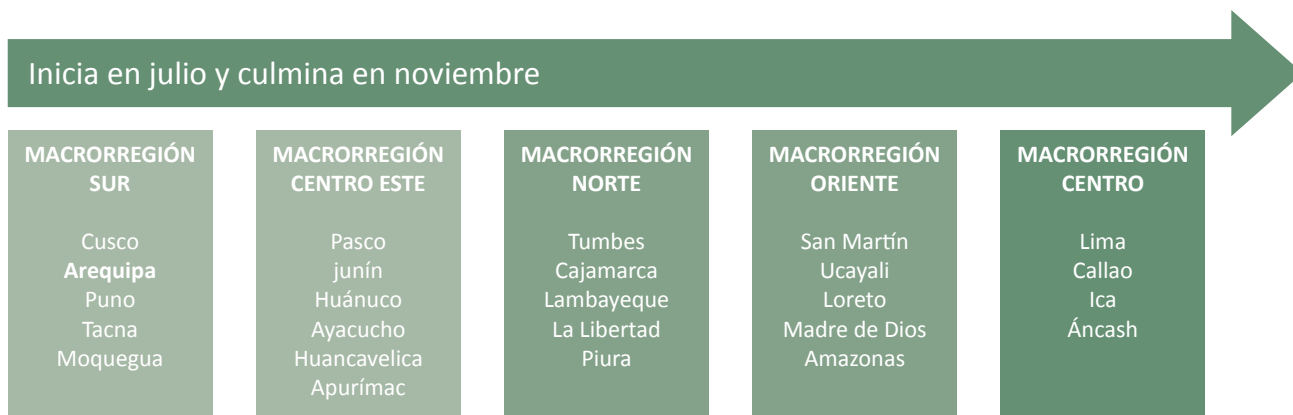 Inicia en julio y culmina en noviembre
MACRORREGIÓN
SUR
Cusco
Arequipa
Puno
Tacna
Moquegua
MACRORREGIÓN
CENTRO ESTE
Pasco
junín
Huánuco
Ayacucho
Huancavelica
Apurímac
MACRORREGIÓN
NORTE
Tumbes
Cajamarca
Lambayeque
La Libertad
Piura
MACRORREGIÓN
ORIENTE
San Martín
Ucayali
Loreto
Madre de Dios
Amazonas
MACRORREGIÓN
CENTRO
Lima
Callao
Ica
Áncash